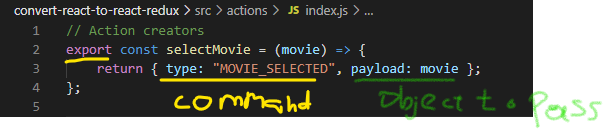 convert-react-to-react-redux > src > actions > JS index.js > ...
1 // Action creators
2 export const selectMovie = (movie) => {
3 return { type: "MOVIE_SELECTED", payload: movie };
4 };
5
command object to Pass